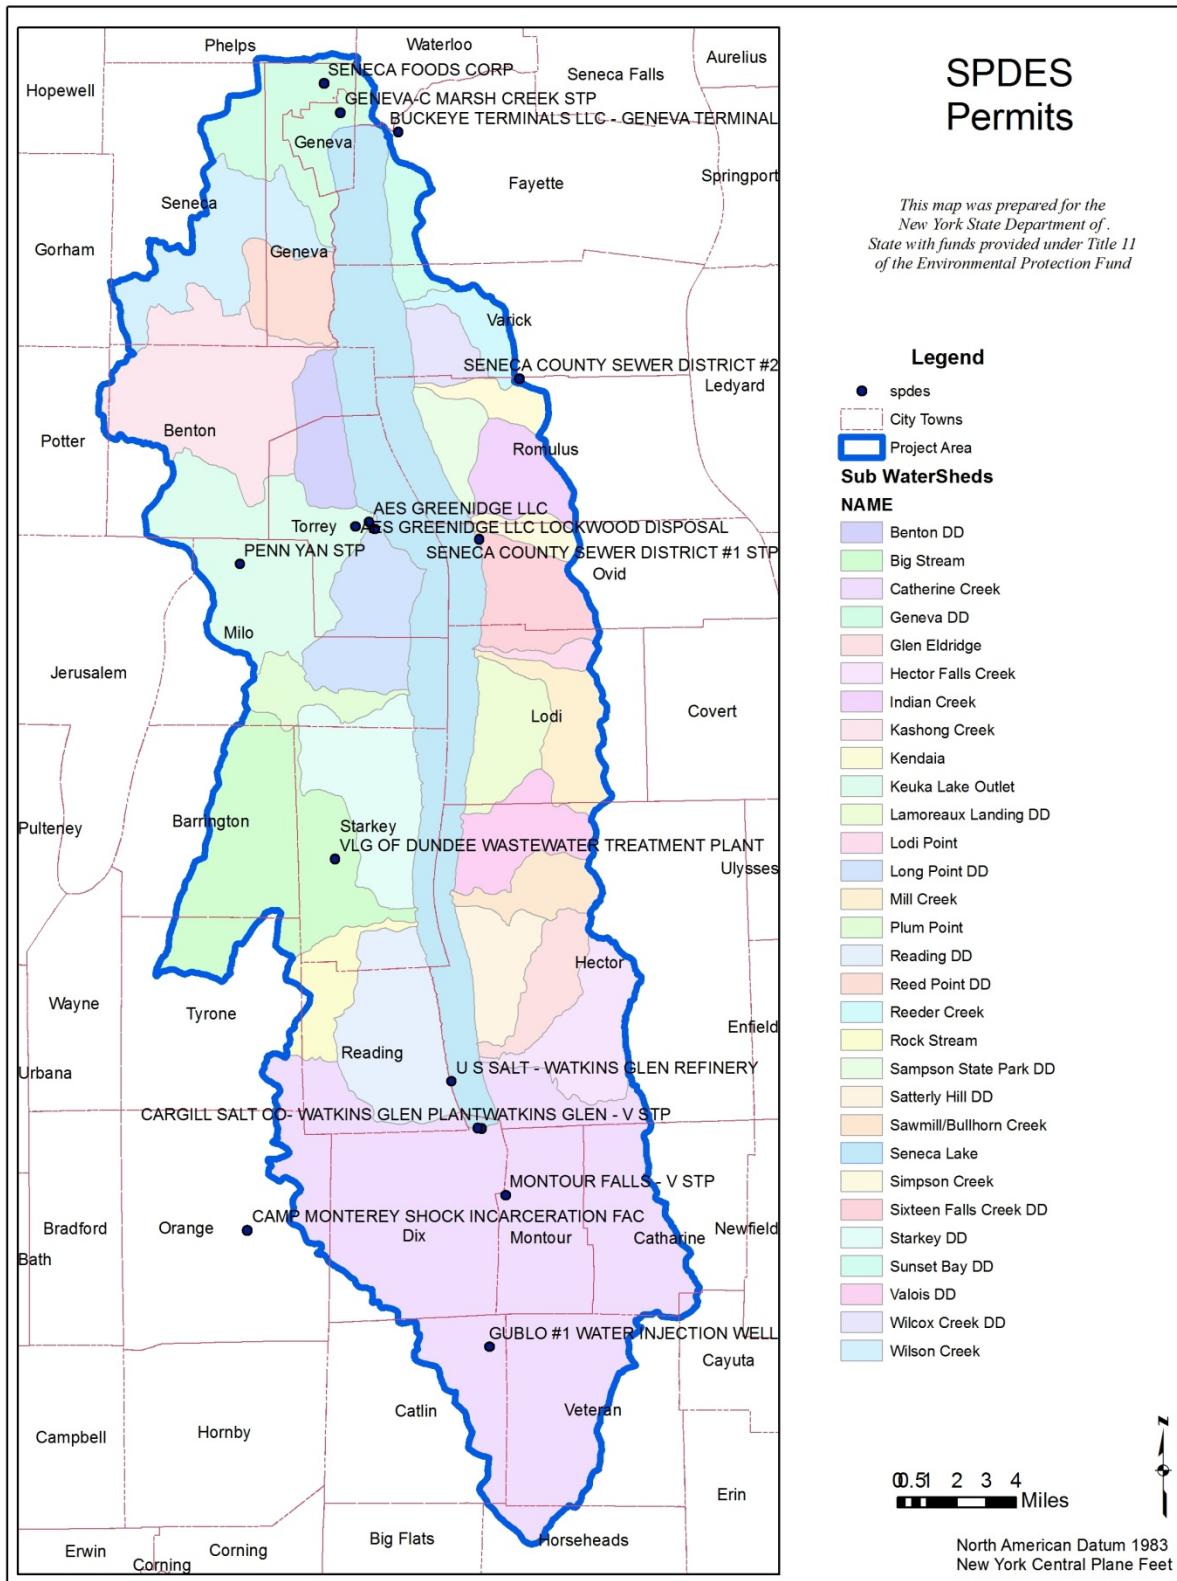 SPDES
Permits
This map was prepared for the
New York State Department of .
State with funds provided under Title 11
of the Environmental Protection Fund
Legend
spdes
City Towns
Project Area
Sub WaterSheds
NAME
Benton DD
Big Stream
Catherine Creek
Geneva DD
Glen Eldridge
Hector Falls Creek
Indian Creek
Kashong Creek
Kendaia
Keuka Lake Outlet
Lamoreaux Landing DD
Lodi Point
Long Point DD
Mill Creek
Plum Point
Reading DD
Reed Point DD
Reeder Creek
Rock Stream
Sampson State Park DD
Satterly Hill DD
Sawmill/Bullhorn Creek
Seneca Lake
Simpson Creek
Sixteen Falls Creek DD
Starkey DD
Sunset Bay DD
Valois DD
Wilcox Creek DD
Wilson Creek
0 0.5 1 2 3 4
Miles
N
North American Datum 1983
New York Central Plane Feet
Phelps
Waterloo
Aurelius
Hopewell
SENECA FOODS CORP
Seneca Falls
GENEVA-C MARSH CREEK STP
BUCKEYE TERMINALS LLC - GENEVA TERMINAL
Geneva
Fayette
Springport
Seneca
Gorham
Geneva
Varick
SENECA COUNTY SEWER DISTRICT #2
Ledyard
Potter
Benton
Romulus
AES GREENIDGE LLC
Torrey
AES GREENIDGE LLC LOCKWOOD DISPOSAL
PENN YAN STP
SENECA COUNTY SEWER DISTRICT #1 STP
Ovid
Milo
Jerusalem
Lodi
Covert
Pulteney
Barrington
Starkey
VLG OF DUNDEE WASTEWATER TREATMENT PLANT
Ulysses
Hector
Wayne
Tyrone
Enfield
Reading
Urbana
U S SALT - WATKINS GLEN REFINERY
CARGILL SALT CO- WATKINS GLEN PLANT
WATKINS GLEN - V STP
MONTOUR FALLS - V STP
Bradford
Orange
CAMP MONTEREY SHOCK INCARCERATION FAC
Dix
Montour
Catharine
Newfield
Bath
GUBLO #1 WATER INJECTION WELL
Cayuta
Catlin
Veteran
Campbell
Hornby
Erin
Big Flats
Horseheads
Erwin
Corning
Corning